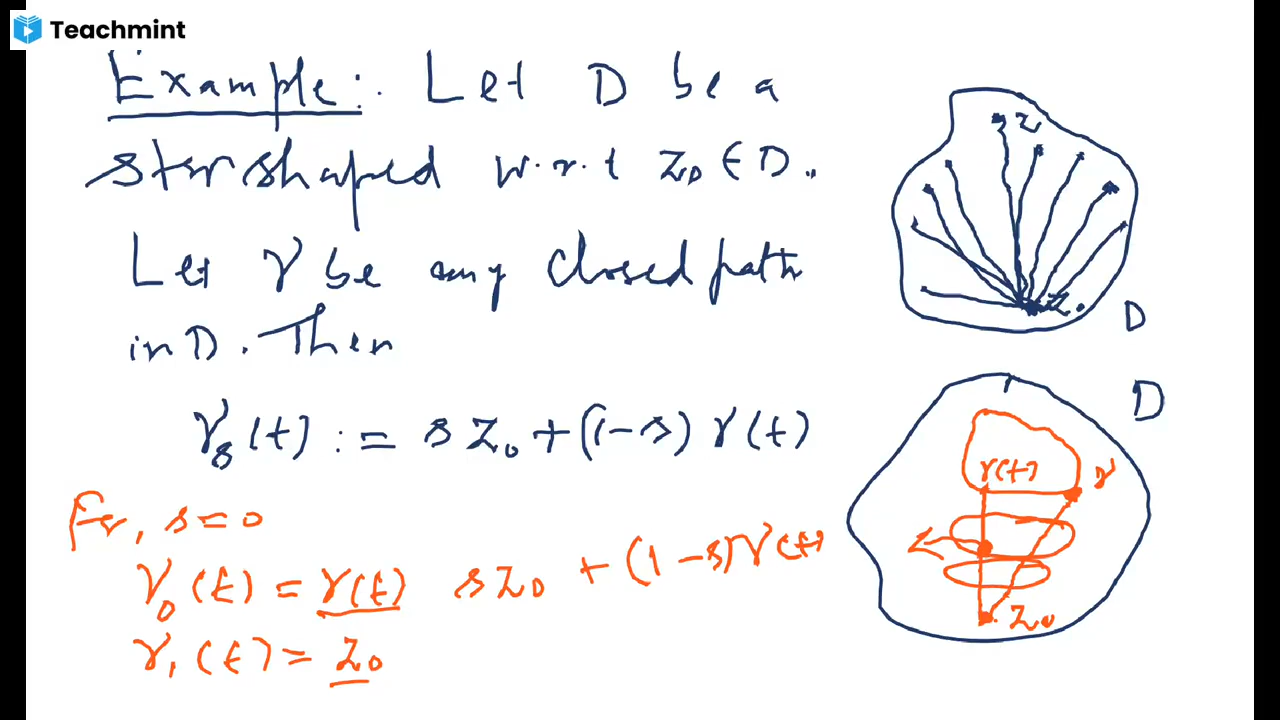 Teachmint
Example: Let D be a
starshaped w.r.t z₀ ∈ D.
Let γ be any closed path
in D. Then
γₛ(t) := s z₀ + (1-s) γ(t)
For, s=0
γ₀(t) = γ(t) s z₀ + (1-s)γ(t)
γ₁(t) = z₀
z
z₀
D
D
γ(t) γ
z₀